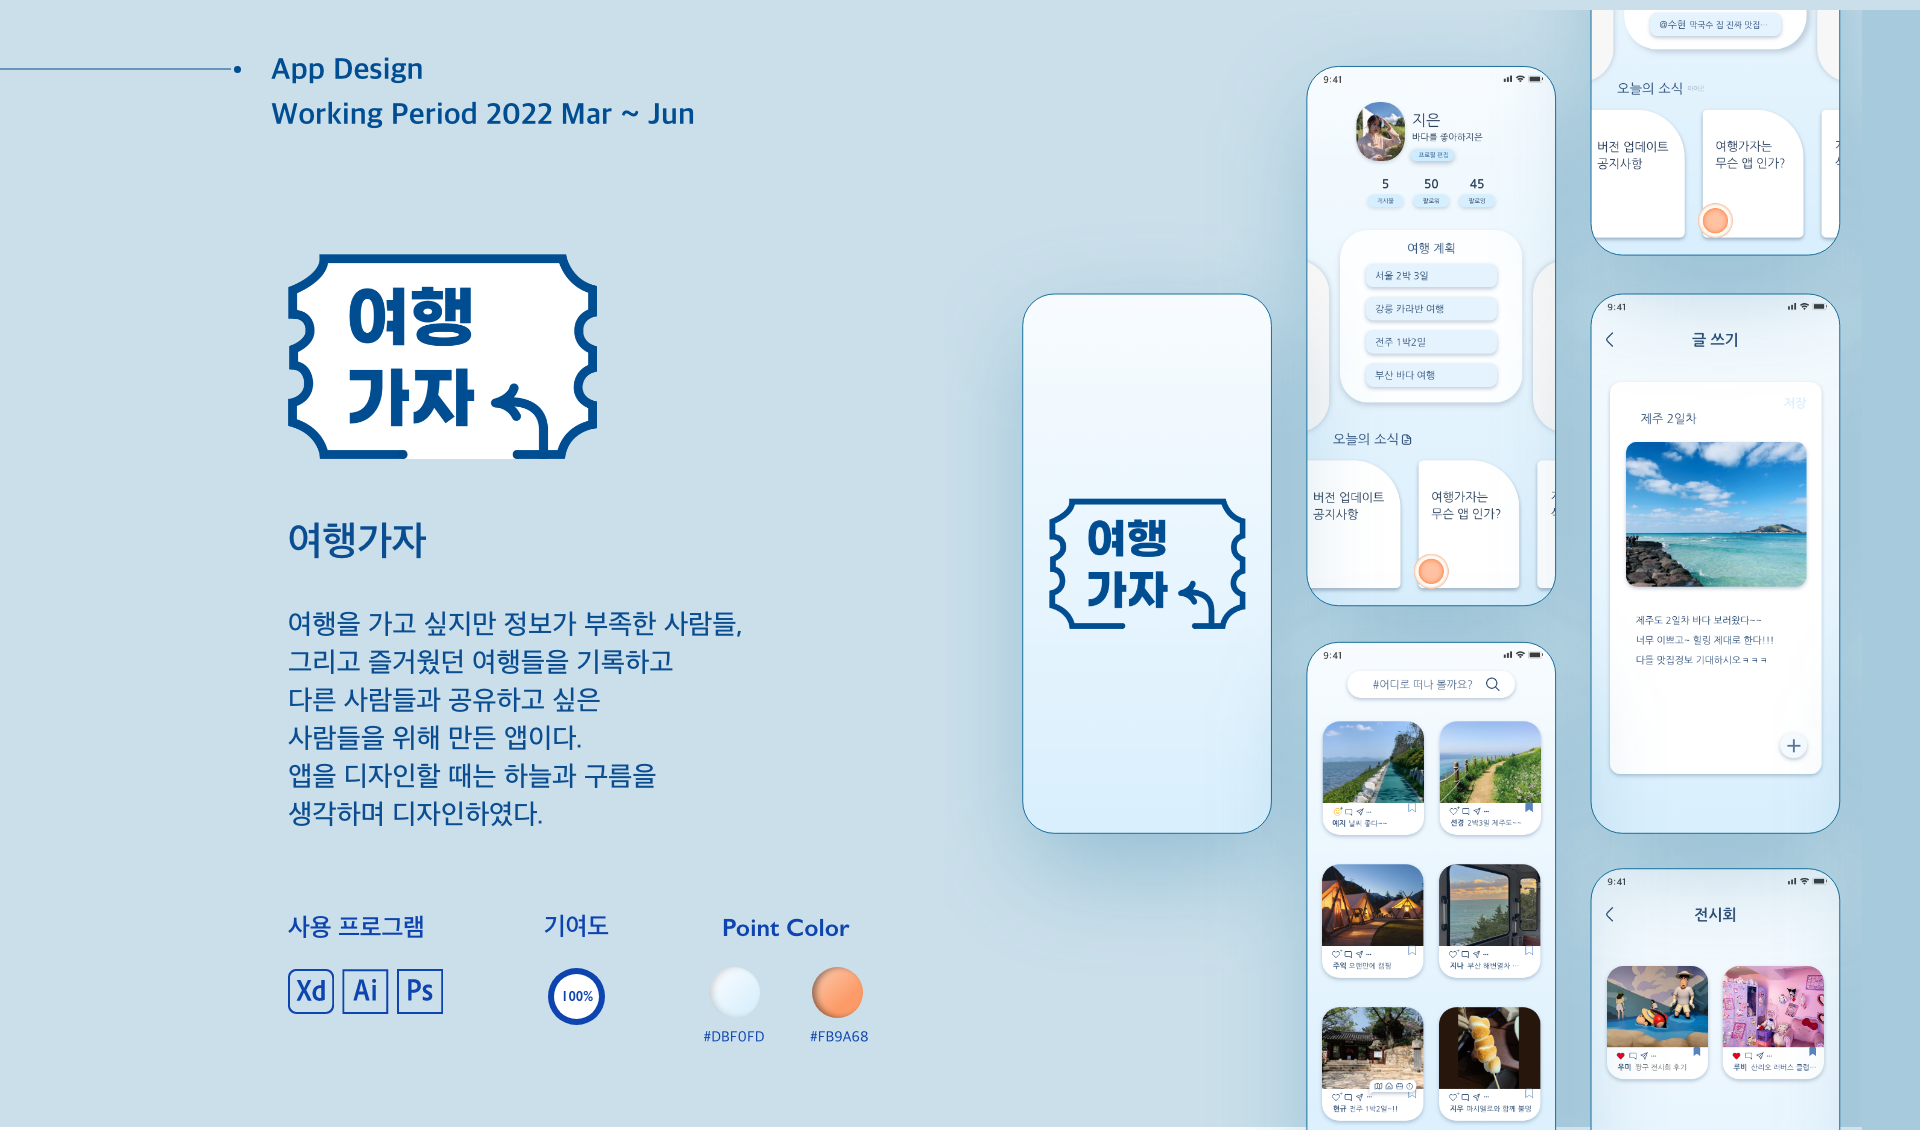 App Design
Working Period 2022 Mar ~ Jun
여행
가자
여행가자
여행을 가고 싶지만 정보가 부족한 사람들,
그리고 즐거웠던 여행들을 기록하고
다른 사람들과 공유하고 싶은
사람들을 위해 만든 앱이다.
앱을 디자인할 때는 하늘과 구름을
생각하며 디자인하였다.
사용 프로그램
Xd Ai Ps
기여도
100%
Point Color
#DBF0FD
#FB9A68
여행
가자
9:41
지은
바다를 좋아하지은
프로필 편집
5 50 45
게시물 팔로워 팔로잉
여행 계획
서울 2박 3일
강릉 카라반 여행
전주 1박2일
부산 바다 여행
오늘의 소식
버전 업데이트
공지사항
여행가자는
무슨 앱 인가?
9:41
#어디로 떠나 볼까요?
예지 날씨 좋다~~
선경 2박3일 제주도~~
주억 오랜만에 캠핑
지나 부산 해변열차···
현규 전주 1박2일~!!
지우 마시멜로와 함께 불멍
@수현 막국수 집 진짜 맛집···
오늘의 소식
버전 업데이트
공지사항
여행가자는
무슨 앱 인가?
9:41
글 쓰기
저장
제주 2일차
제주도 2일차 바다 보러왔다~~
너무 이쁘고~ 힐링 제대로 한다!!!
다들 맛집정보 기대하시오ㅋㅋㅋ
9:41
전시회
우미 짱구 전시회 후기
루비 산리오 러버스 클럽···